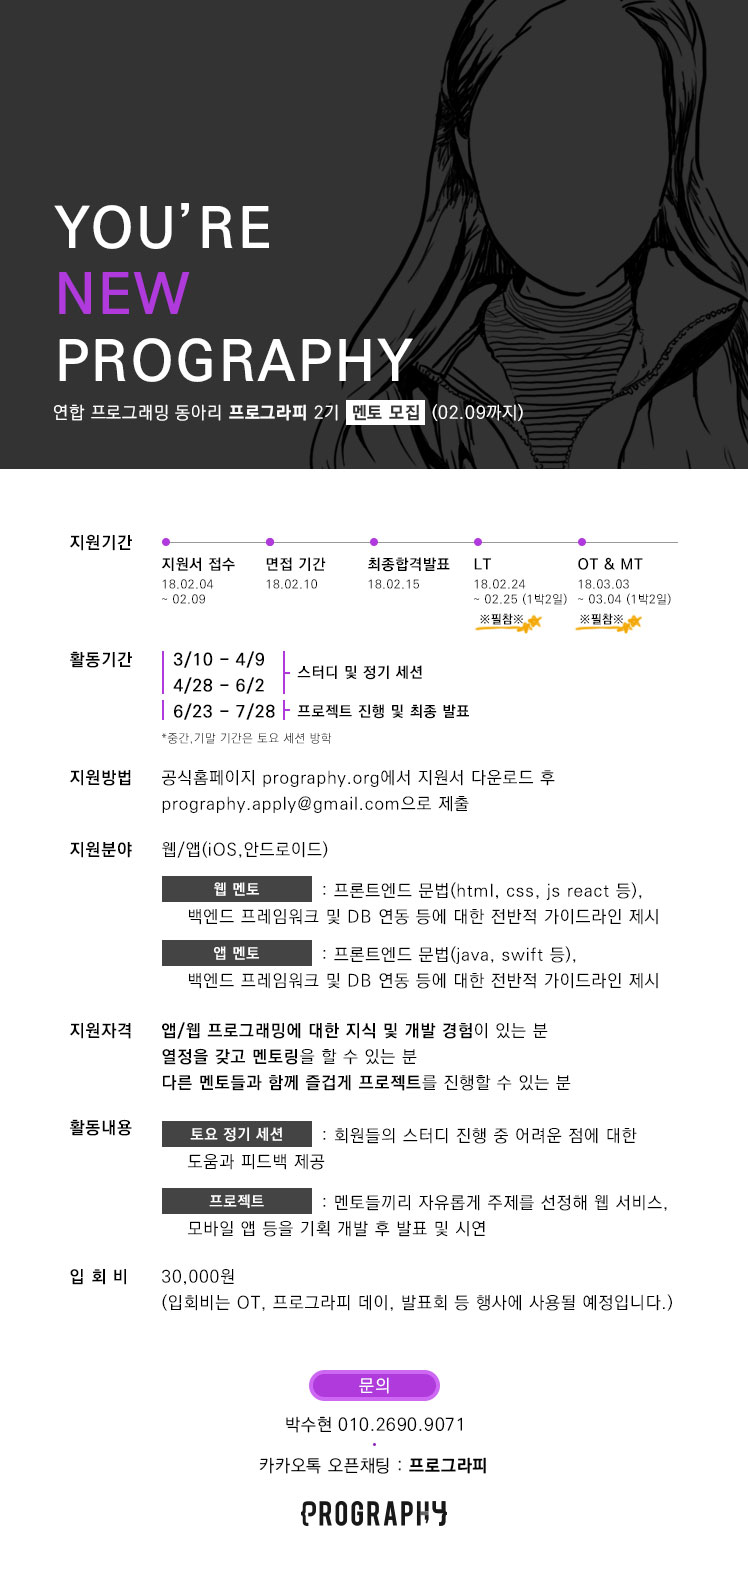 YOU'RE
NEW
PROGRAPHY
연합 프로그래밍 동아리 프로그라피 2기 멘토 모집 (02.09까지)
지원기간
지원서 접수
18.02.04
~ 02.09
면접 기간
18.02.10
최종합격발표
18.02.15
LT
18.02.24
~ 02.25 (1박2일)
※필참※
OT & MT
18.03.03
~ 03.04 (1박2일)
※필참※
활동기간
3/10 - 4/9
4/28 - 6/2
스터디 및 정기 세션
6/23 - 7/28
프로젝트 진행 및 최종 발표
*중간,기말 기간은 토요 세션 방학
지원방법
공식홈페이지 prography.org에서 지원서 다운로드 후
prography.apply@gmail.com으로 제출
지원분야
웹/앱(iOS,안드로이드)
웹 멘토 : 프론트엔드 문법(html, css, js react 등),
백엔드 프레임워크 및 DB 연동 등에 대한 전반적 가이드라인 제시
앱 멘토 : 프론트엔드 문법(java, swift 등),
백엔드 프레임워크 및 DB 연동 등에 대한 전반적 가이드라인 제시
지원자격
앱/웹 프로그래밍에 대한 지식 및 개발 경험이 있는 분
열정을 갖고 멘토링을 할 수 있는 분
다른 멘토들과 함께 즐겁게 프로젝트를 진행할 수 있는 분
활동내용
토요 정기 세션 : 회원들의 스터디 진행 중 어려운 점에 대한
도움과 피드백 제공
프로젝트 : 멘토들끼리 자유롭게 주제를 선정해 웹 서비스,
모바일 앱 등을 기획 개발 후 발표 및 시연
입 회 비
30,000원
(입회비는 OT, 프로그라피 데이, 발표회 등 행사에 사용될 예정입니다.)
문의
박수현 010.2690.9071
카카오톡 오픈채팅 : 프로그라피
PROGRAPHY